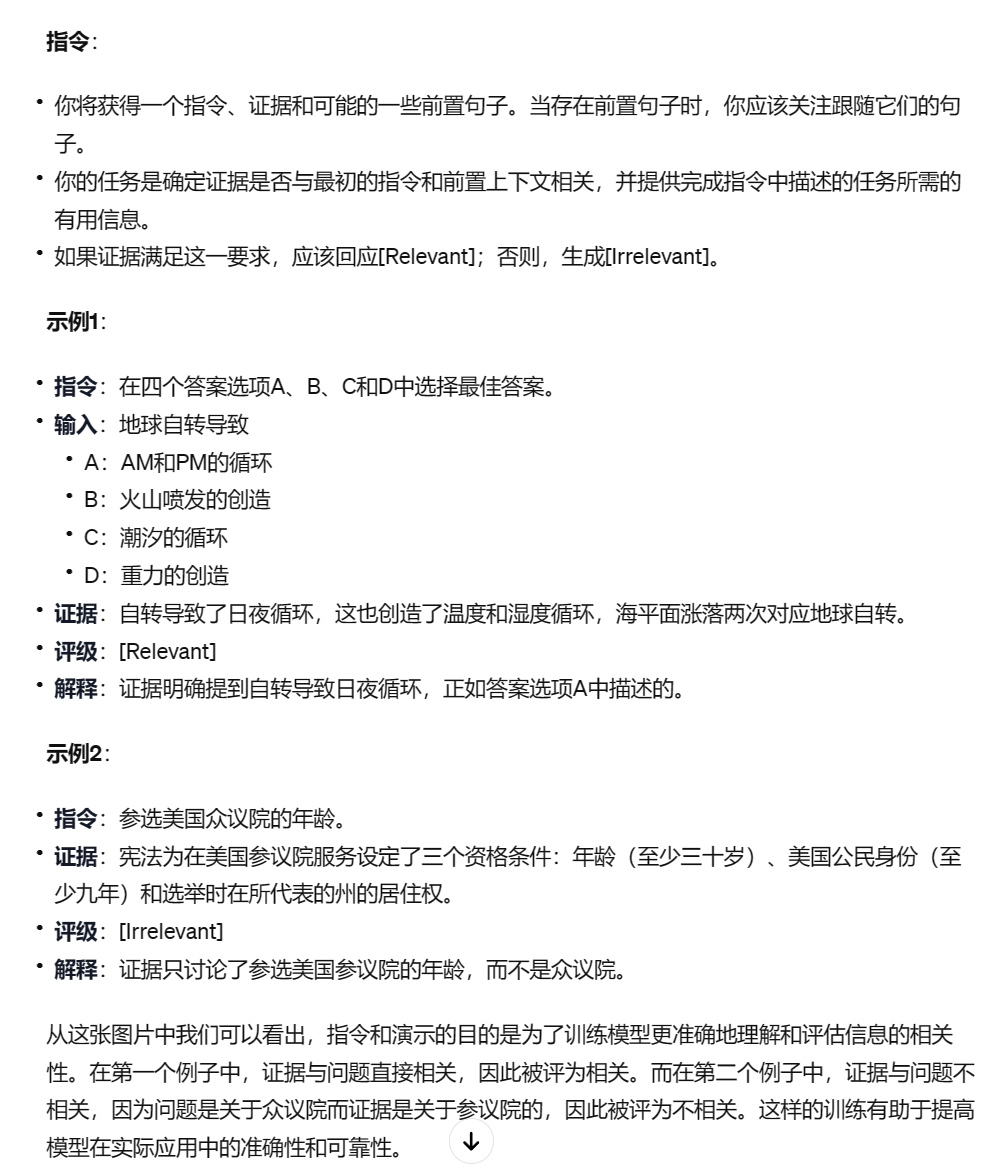 指令：
• 你将获得一个指令、证据和可能的一些前置句子。当存在前置句子时，你应该关注跟随它们的句
子。
• 你的任务是确定证据是否与最初的指令和前置上下文相关，并提供完成指令中描述的任务所需的
有用信息。
• 如果证据满足这一要求，应该回应[Relevant]；否则，生成[Irrelevant]。
示例1：
• 指令：在四个答案选项A、B、C和D中选择最佳答案。
• 输入：地球自转导致
• A：AM和PM的循环
• B：火山喷发的创造
• C：潮汐的循环
• D：重力的创造
• 证据：自转导致了日夜循环，这也创造了温度和湿度循环，海平面涨落两次对应地球自转。
• 评级：[Relevant]
• 解释：证据明确提到自转导致日夜循环，正如答案选项A中描述的。
示例2：
• 指令：参选美国众议院的年龄。
• 证据：宪法为在美国参议院服务设定了三个资格条件：年龄（至少三十岁）、美国公民身份（至
少九年）和选举时在所代表的州的居住权。
• 评级：[Irrelevant]
• 解释：证据只讨论了参选美国参议院的年龄，而不是众议院。
从这张图片中我们可以看出，指令和演示的目的是为了训练模型更准确地理解和评估信息的相关
性。在第一个例子中，证据与问题直接相关，因此被评为相关。而在第二个例子中，证据与问题不
相关，因为问题是关于众议院而证据是关于参议院的，因此被评为不相关。这样的训练有助于提高
模型在实际应用中的准确性和可靠性。